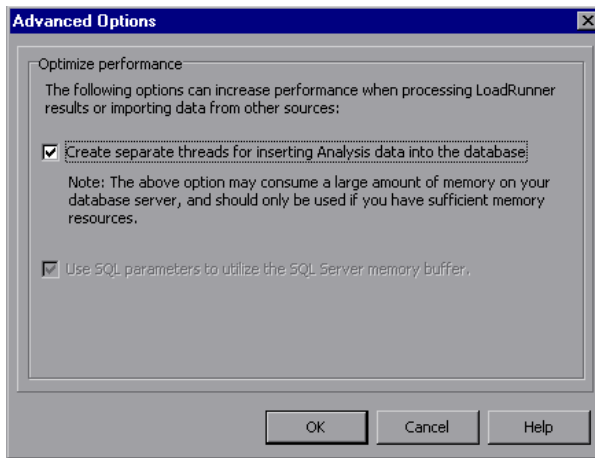 Advanced Options
Optimize performance
The following options can increase performance when processing LoadRunner
results or importing data from other sources:
Create separate threads for inserting Analysis data into the database
Note: The above option may consume a large amount of memory on your
database server, and should only be used if you have sufficient memory
resources.
Use SQL parameters to utilize the SQL Server memory buffer.
OK Cancel Help